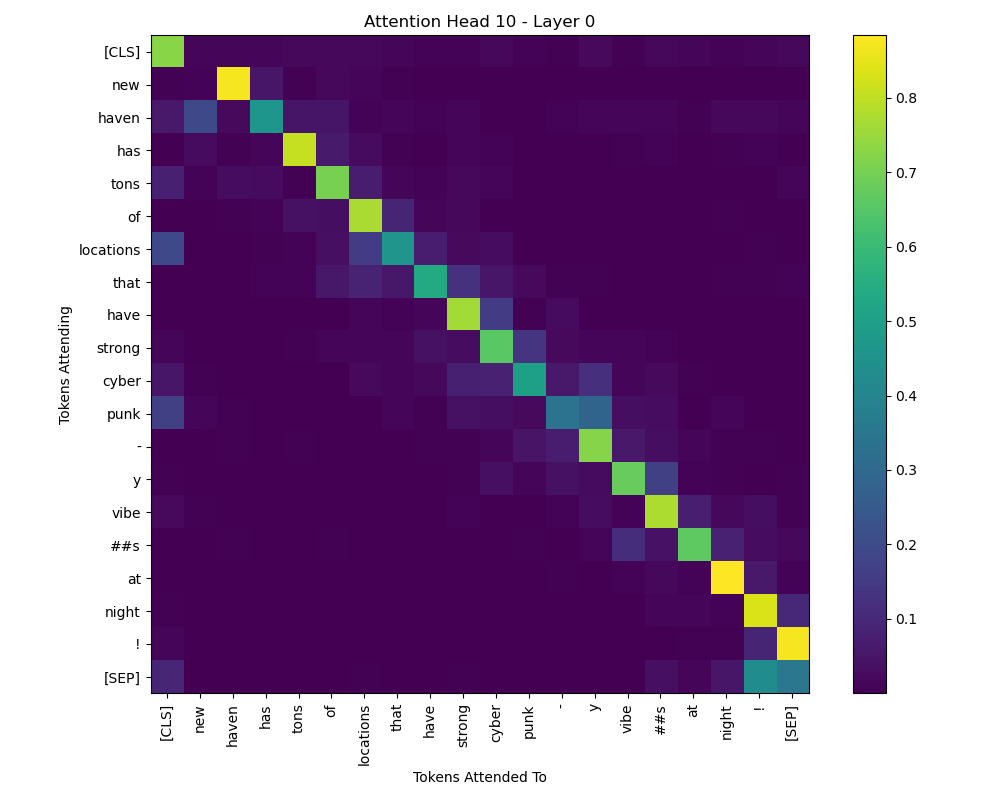 Attention Head 10 - Layer 0
[CLS]
new
haven
has
tons
of
locations
that
have
strong
cyber
punk
-
y
vibe
##s
at
night
!
[SEP]
Tokens Attending
[CLS]
new
haven
has
tons
of
locations
that
have
strong
cyber
punk
-
y
vibe
##s
at
night
!
[SEP]
Tokens Attended To
0.8
0.7
0.6
0.5
0.4
0.3
0.2
0.1